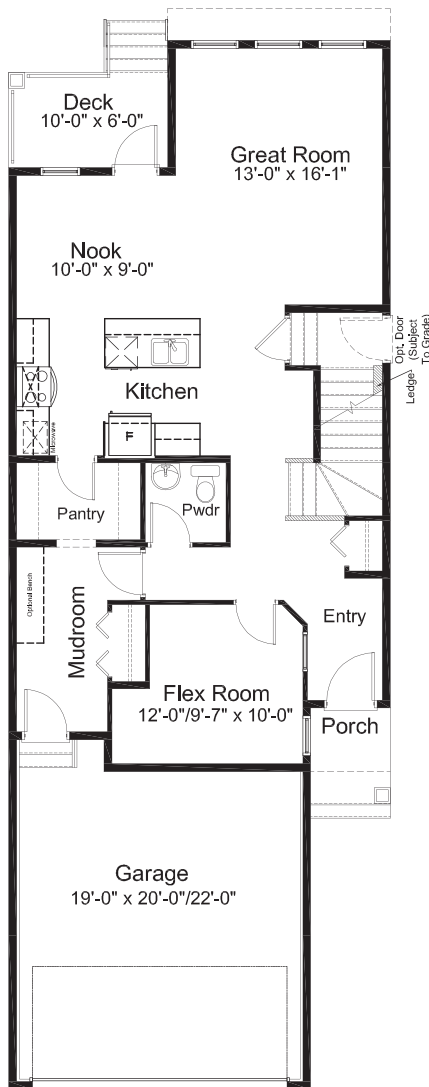 Deck
10'-0" x 6'-0"
Great Room
13'-0" x 16'-1"
Nook
10'-0" x 9'-0"
Opt. Door
(Subject
To Grade)
Ledge
Kitchen
Microwave
F
Pantry
Pwdr
Optional Bench
Mudroom
Entry
Flex Room
12'-0"/9'-7" x 10'-0"
Porch
Garage
19'-0" x 20'-0"/22'-0"